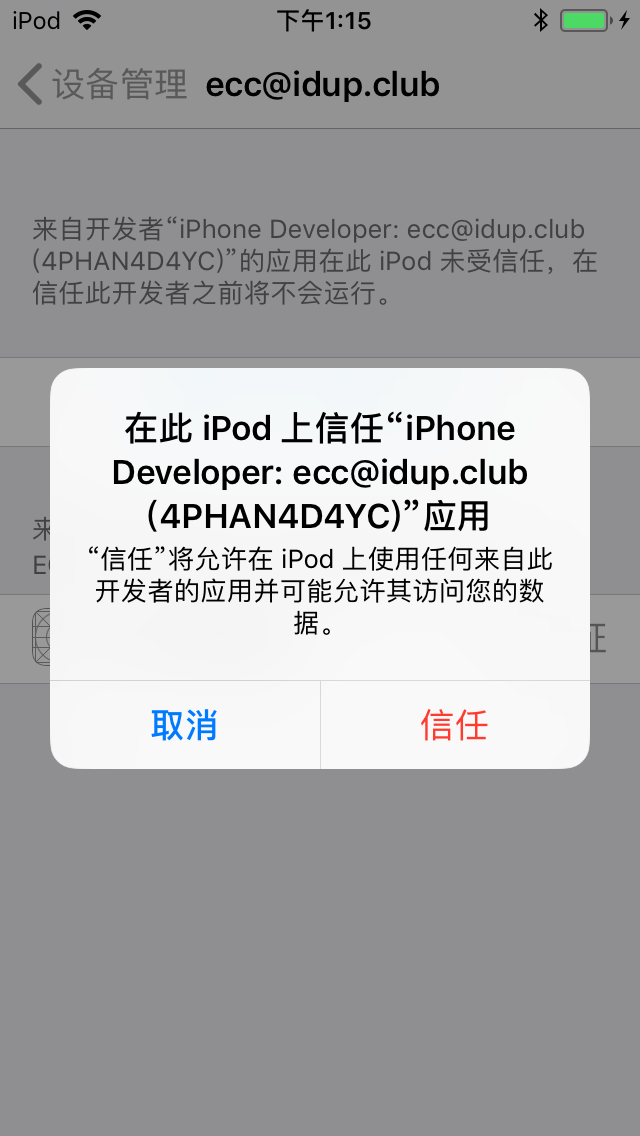 iPod 下午1:15
设备管理 ecc@idup.club
来自开发者“iPhone Developer: ecc@idup.club
(4PHAN4D4YC)”的应用在此 iPod 未受信任，在
信任此开发者之前将不会运行。
在此 iPod 上信任“iPhone
Developer: ecc@idup.club
(4PHAN4D4YC)”应用
“信任”将允许在 iPod 上使用任何来自此
开发者的应用并可能允许其访问您的数
据。
取消 信任